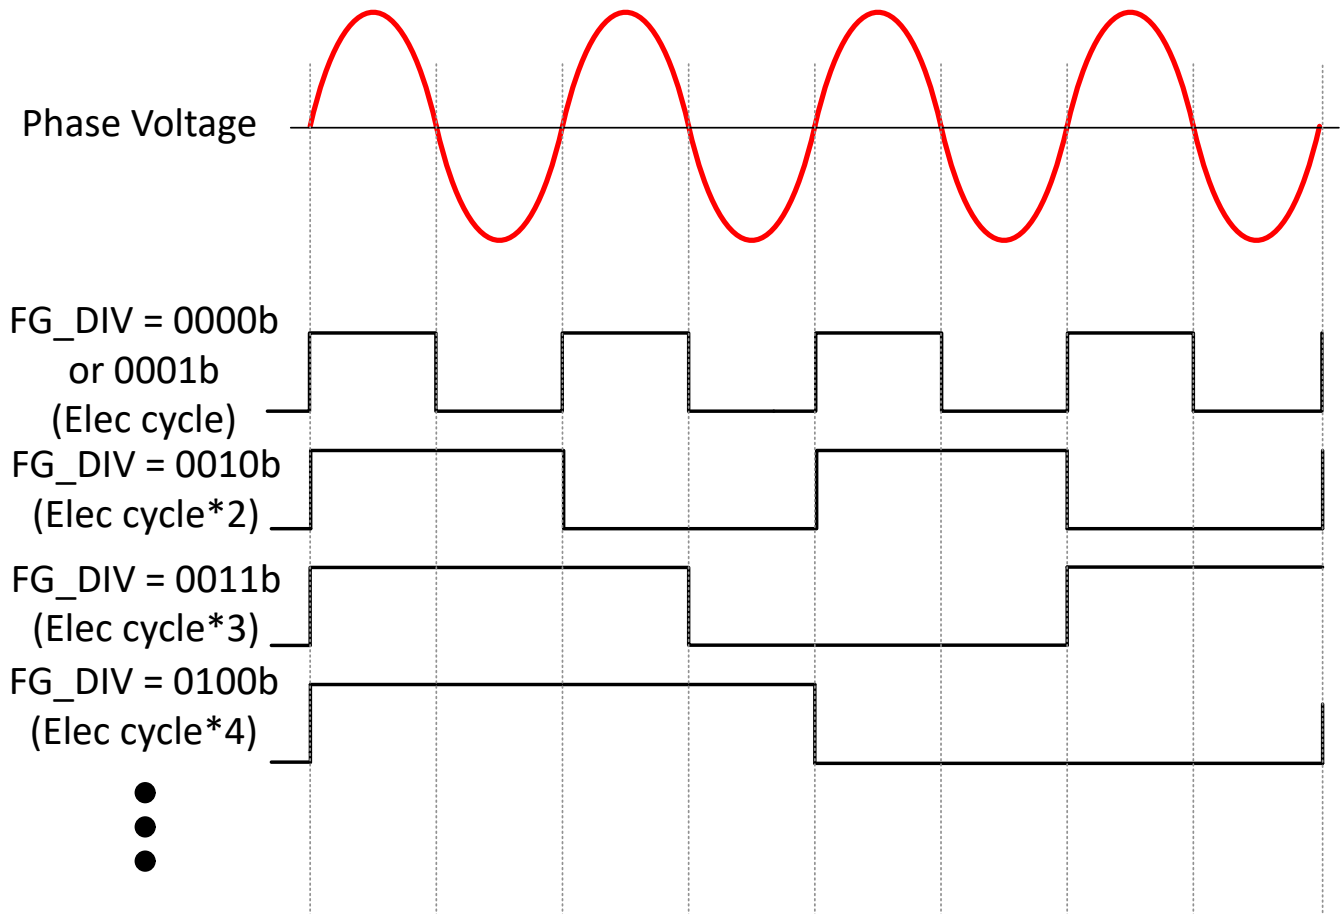 Phase Voltage
FG_DIV = 0000b
or 0001b
(Elec cycle)
FG_DIV = 0010b
(Elec cycle*2)
FG_DIV = 0011b
(Elec cycle*3)
FG_DIV = 0100b
(Elec cycle*4)